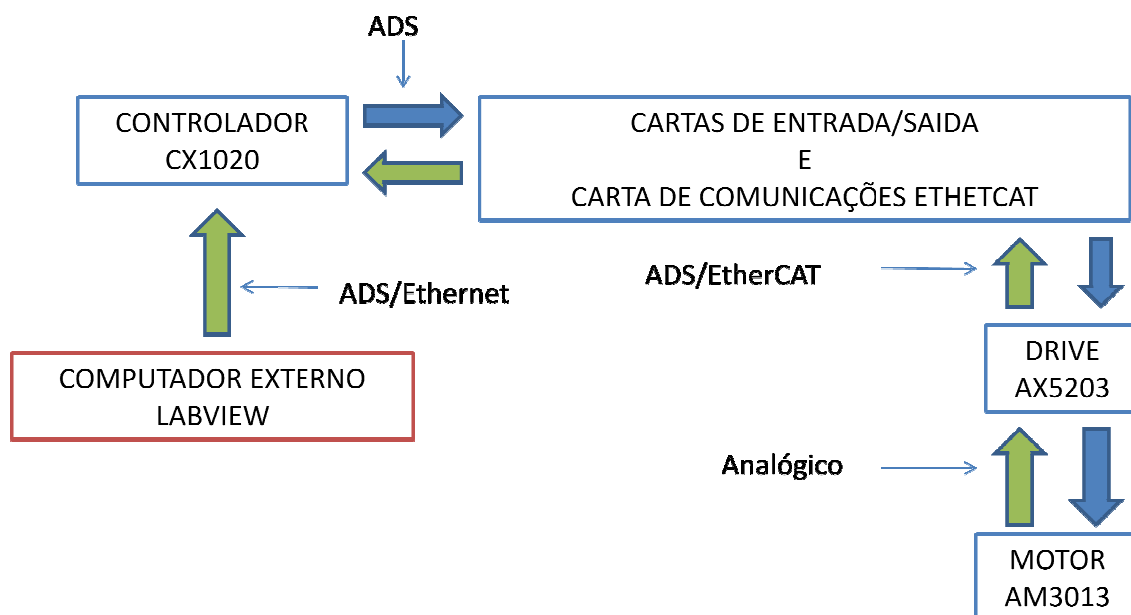 ADS
CONTROLADOR
CX1020
CARTAS DE ENTRADA/SAIDA
E
CARTA DE COMUNICAÇÕES ETHETCAT
ADS/EtherCAT
ADS/Ethernet
COMPUTADOR EXTERNO
LABVIEW
DRIVE
AX5203
Analógico
MOTOR
AM3013